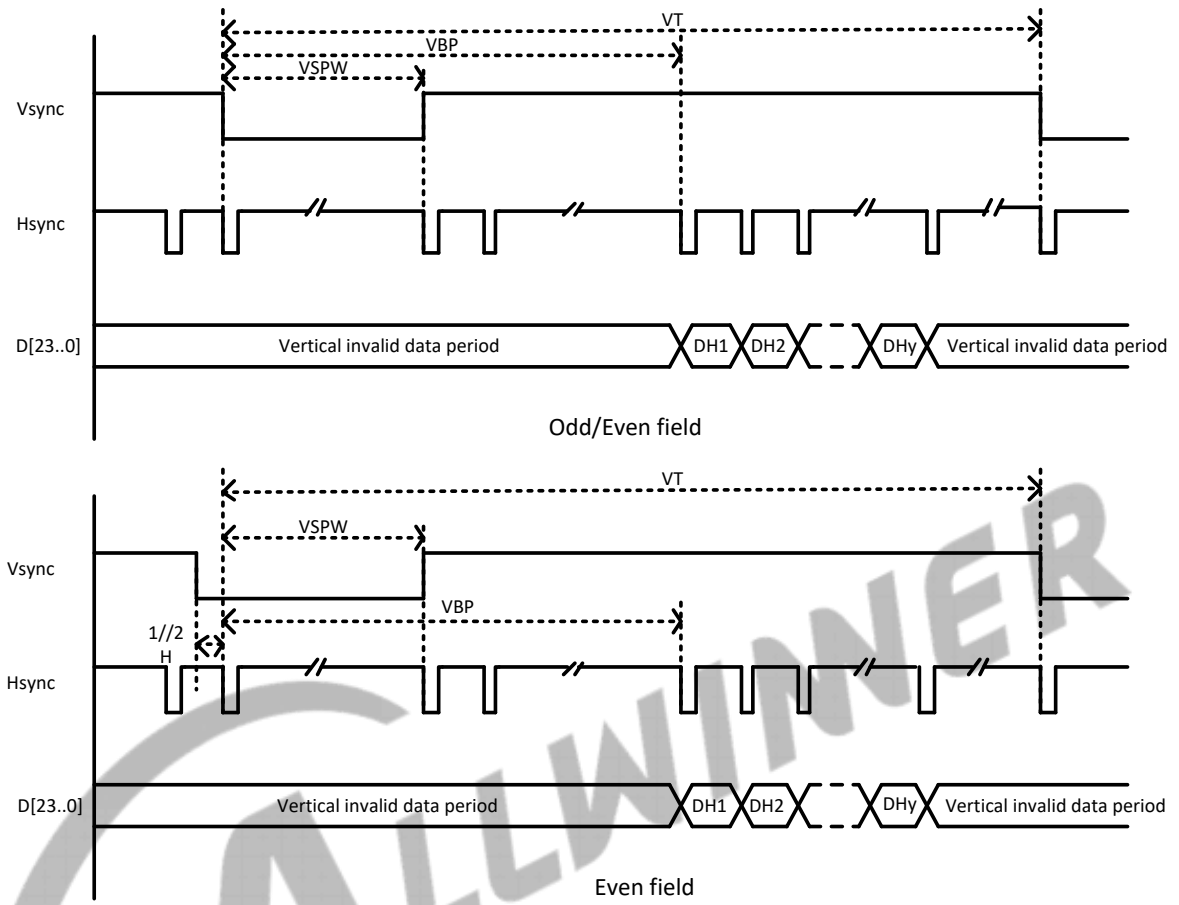 VT
VBP
VSPW
Vsync
Hsync
D[23..0]
Vertical invalid data period
DH1
DH2
DHy
Vertical invalid data period
Odd/Even field
VT
VSPW
Vsync
VBP
1//2
H
Hsync
D[23..0]
Vertical invalid data period
DH1
DH2
DHy
Vertical invalid data period
Even field
ALLWINNER